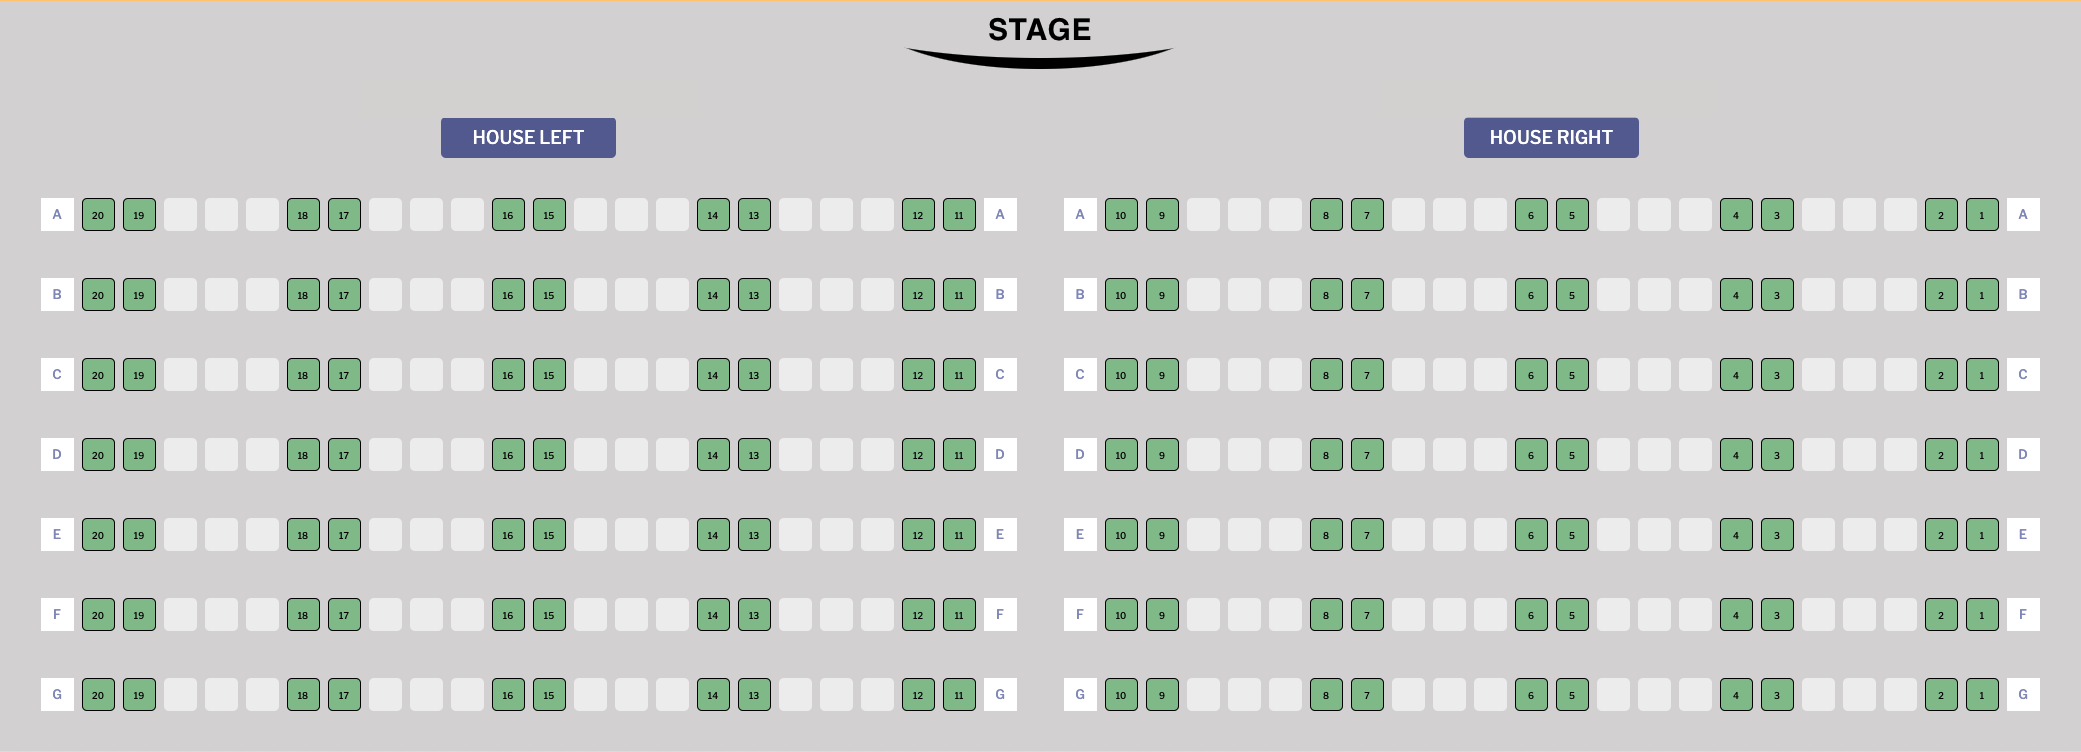 STAGE
HOUSE LEFT HOUSE RIGHT
A 20 19 18 17 16 15 14 13 12 11 A A 10 9 8 7 6 5 4 3 2 1 A
B 20 19 18 17 16 15 14 13 12 11 B B 10 9 8 7 6 5 4 3 2 1 B
C 20 19 18 17 16 15 14 13 12 11 C C 10 9 8 7 6 5 4 3 2 1 C
D 20 19 18 17 16 15 14 13 12 11 D D 10 9 8 7 6 5 4 3 2 1 D
E 20 19 18 17 16 15 14 13 12 11 E E 10 9 8 7 6 5 4 3 2 1 E
F 20 19 18 17 16 15 14 13 12 11 F F 10 9 8 7 6 5 4 3 2 1 F
G 20 19 18 17 16 15 14 13 12 11 G G 10 9 8 7 6 5 4 3 2 1 G